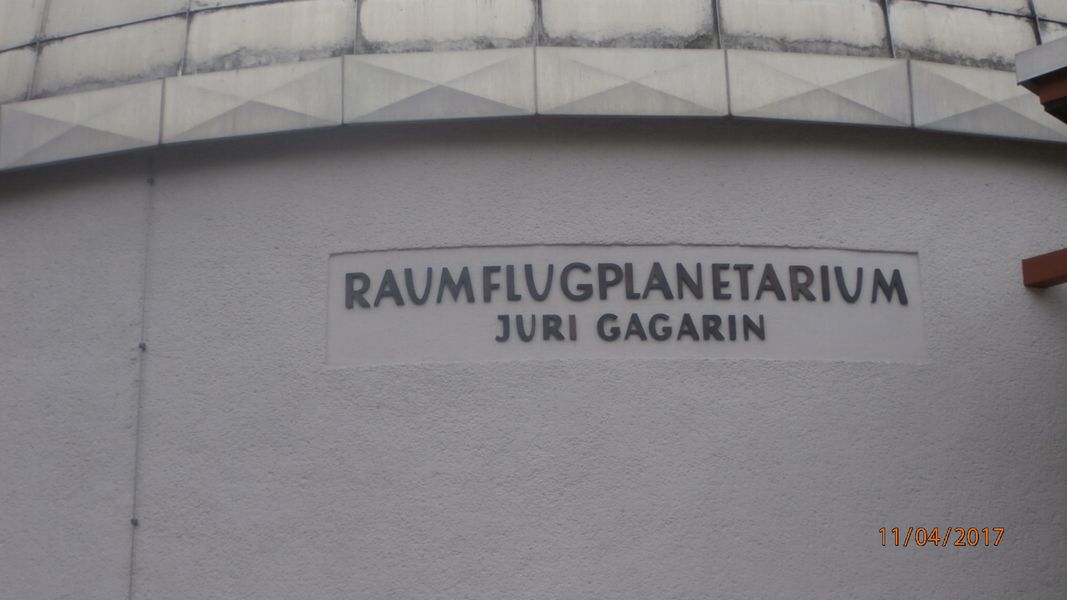 RAUMFLUGPLANETARIUM
JURI GAGARIN
11/04/2017